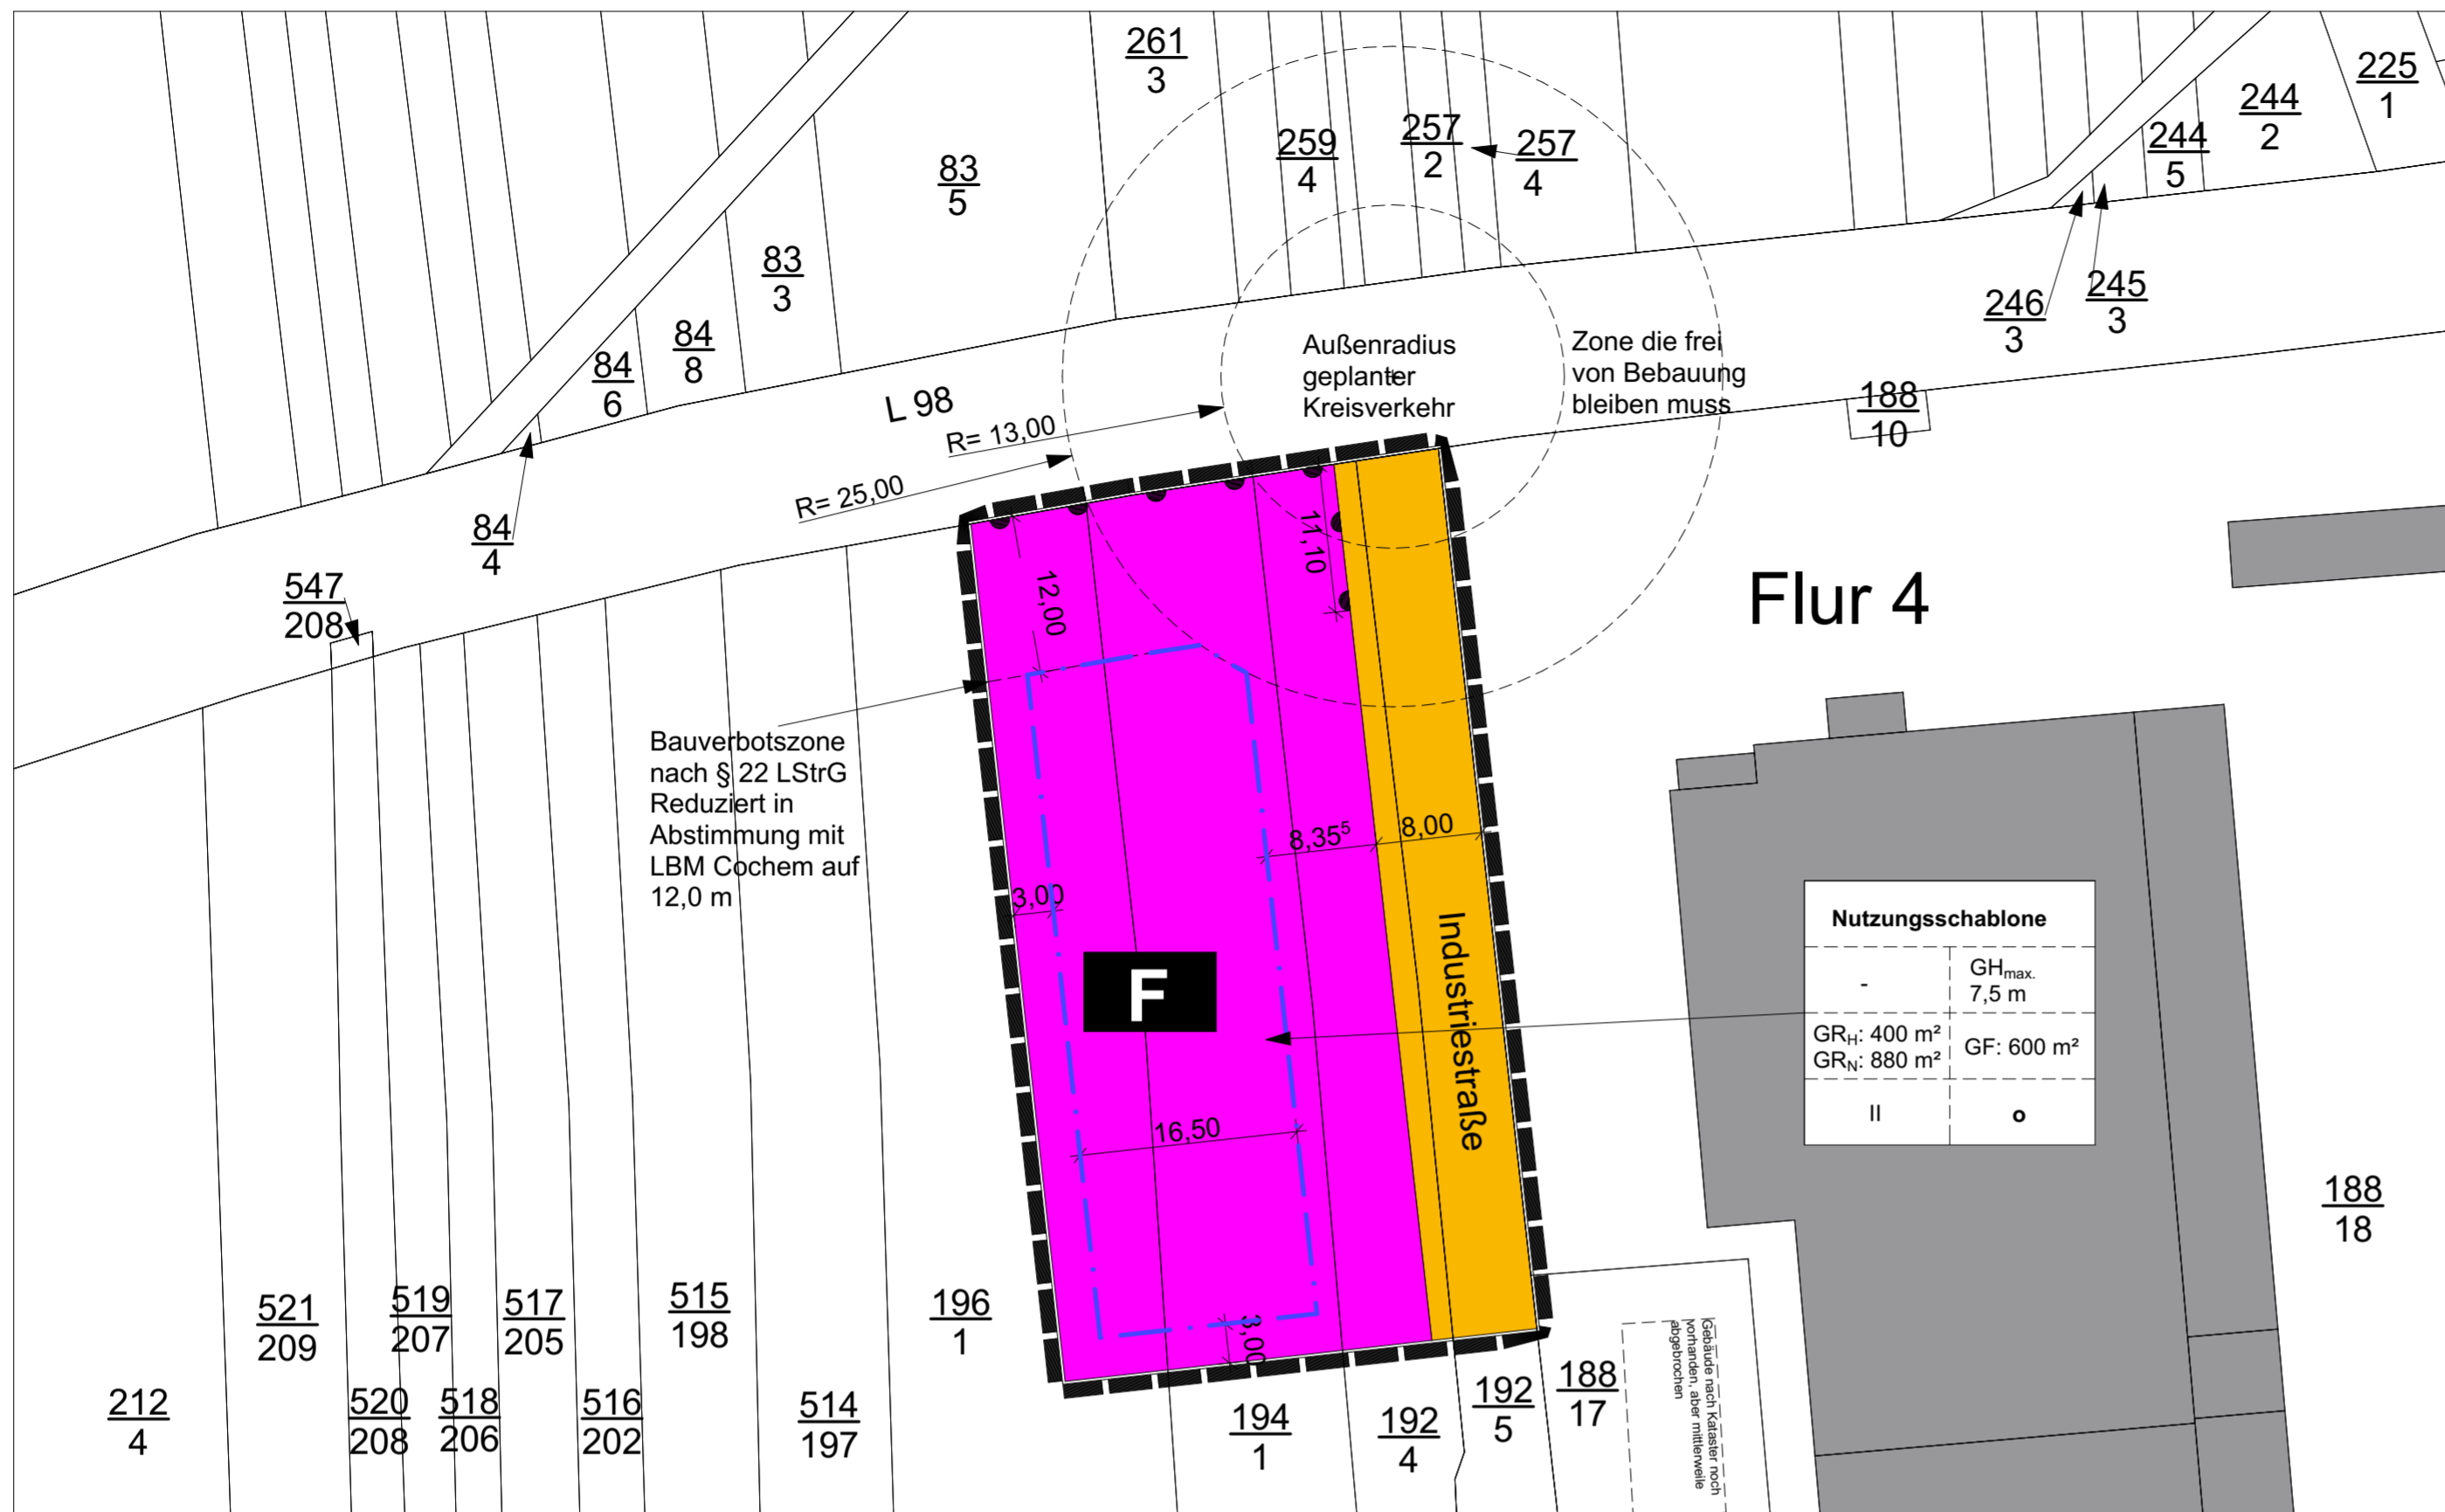 261
3
225
1
244
2
259
4
257
2
257
4
244
5
83
5
83
3
84
8
84
6
246
3
245
3
L 98
R= 13,00
R= 25,00
Außenradius
geplanter
Kreisverkehr
Zone die frei
von Bebauung
bleiben muss
188
10
84
4
547
208
11,10
12,00
Flur 4
Bauverbotszone
nach § 22 LStrG
Reduziert in
Abstimmung mit
LBM Cochem auf
12,0 m
8,35⁵
8,00
3,00
F
Industriestraße
Nutzungsschablone
-
GHmax.
7,5 m
GRH: 400 m²
GRN: 880 m²
GF: 600 m²
II
o
16,50
3,00
188
18
521
209
519
207
517
205
515
198
196
1
212
4
520
208
518
206
516
202
514
197
194
1
192
4
192
5
188
17
Gebäude nach Kataster noch
vorhanden, aber mittlerweile
abgebrochen